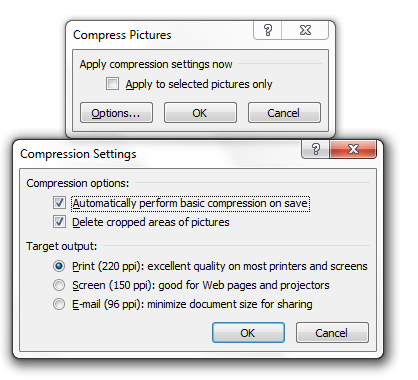 Compress Pictures
Apply compression settings now
Apply to selected pictures only
Options... OK Cancel
Compression Settings
Compression options:
Automatically perform basic compression on save
Delete cropped areas of pictures
Target output:
Print (220 ppi): excellent quality on most printers and screens
Screen (150 ppi): good for Web pages and projectors
E-mail (96 ppi): minimize document size for sharing
OK Cancel